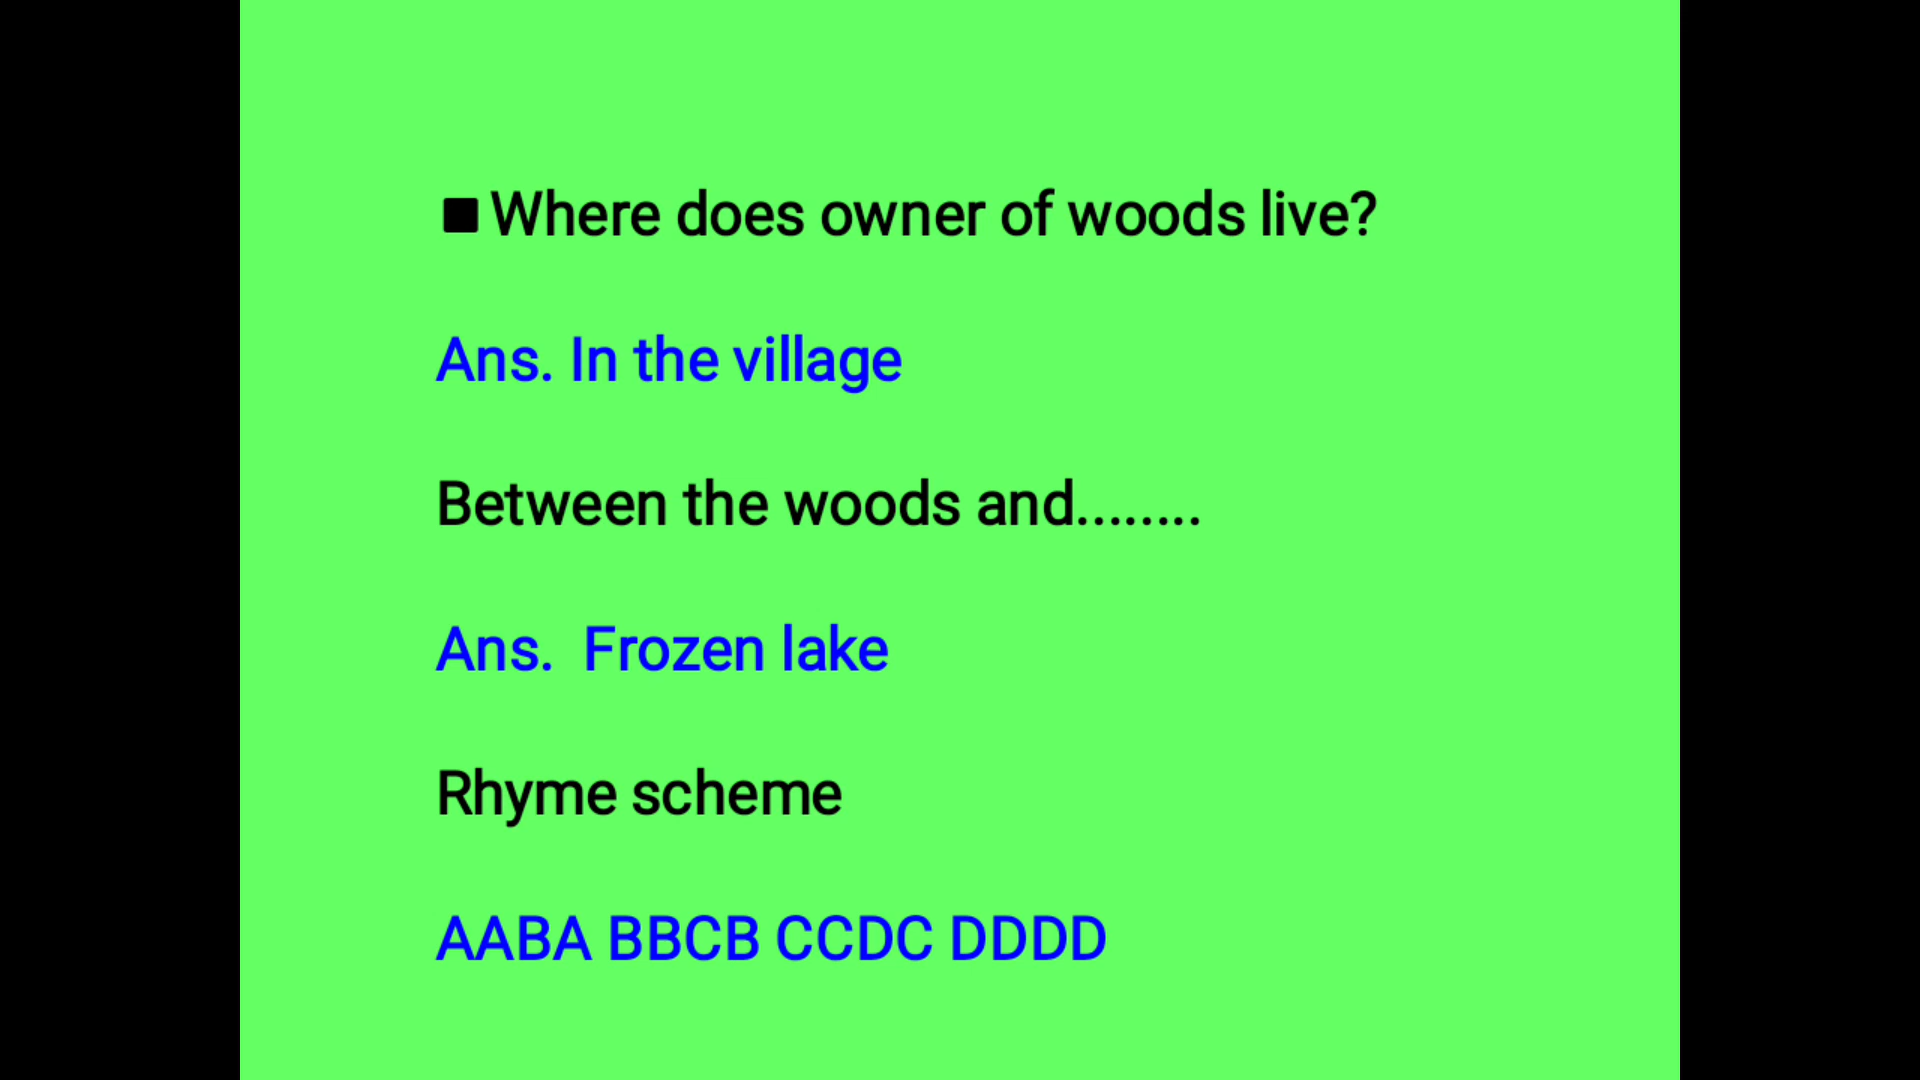 ■Where does owner of woods live?
Ans. In the village
Between the woods and........
Ans.  Frozen lake
Rhyme scheme
AABA BBCB CCDC DDDD